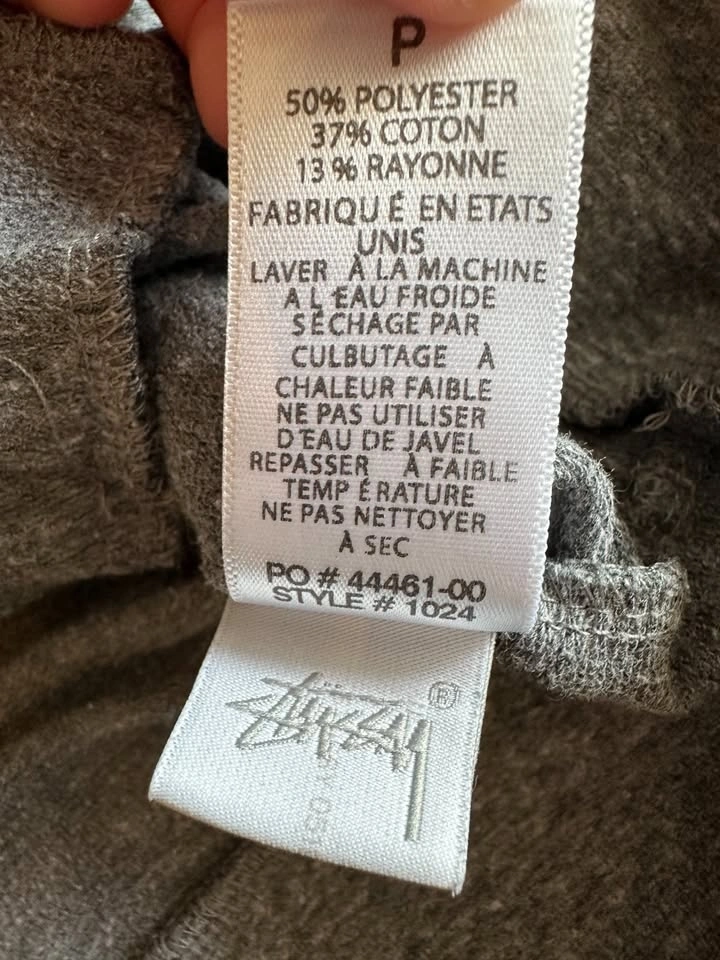 P
50% POLYESTER
37% COTON
13 % RAYONNE
FABRIQU É EN ETATS
UNIS
LAVER À LA MACHINE
A L'EAU FROIDE
SÉCHAGE PAR
CULBUTAGE À
CHALEUR FAIBLE
NE PAS UTILISER
D'EAU DE JAVEL
REPASSER À FAIBLE
TEMP ÉRATURE
NE PAS NETTOYER
À SEC
PO # 44461-00
STYLE # 1024
Stüssy ®